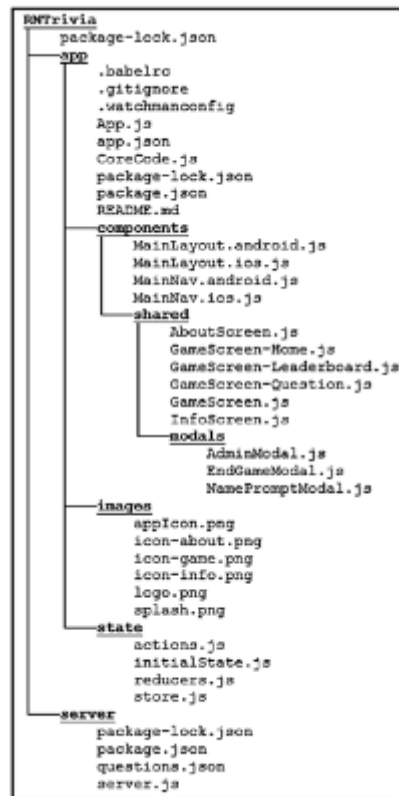 RNTrivia
package-lock.json
app
.babelrc
.gitignore
.watchmanconfig
App.js
app.json
CoreCode.js
package-lock.json
package.json
README.md
components
MainLayout.android.js
MainLayout.ios.js
MainNav.android.js
MainNav.ios.js
shared
AboutScreen.js
GameScreen-Home.js
GameScreen-Leaderboard.js
GameScreen-Question.js
GameScreen.js
InfoScreen.js
modals
AdminModal.js
EndGameModal.js
NamePromptModal.js
images
appIcon.png
icon-about.png
icon-game.png
icon-info.png
logo.png
splash.png
state
actions.js
initialState.js
reducers.js
store.js
server
package-lock.json
package.json
questions.json
server.js